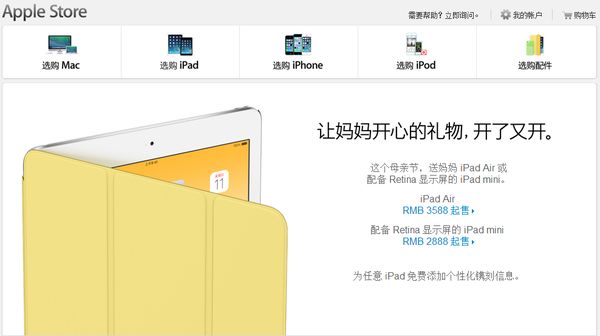 Apple Store
需要帮助？立即询问。
我的帐户
购物车
选购 Mac
选购 iPad
选购 iPhone
选购 iPod
选购配件
让妈妈开心的礼物，开了又开。
这个母亲节，送妈妈 iPad Air 或
配备 Retina 显示屏的 iPad mini。
iPad Air
RMB 3588 起售
配备 Retina 显示屏的 iPad mini
RMB 2888 起售
为任意 iPad 免费添加个性化镌刻信息。
11